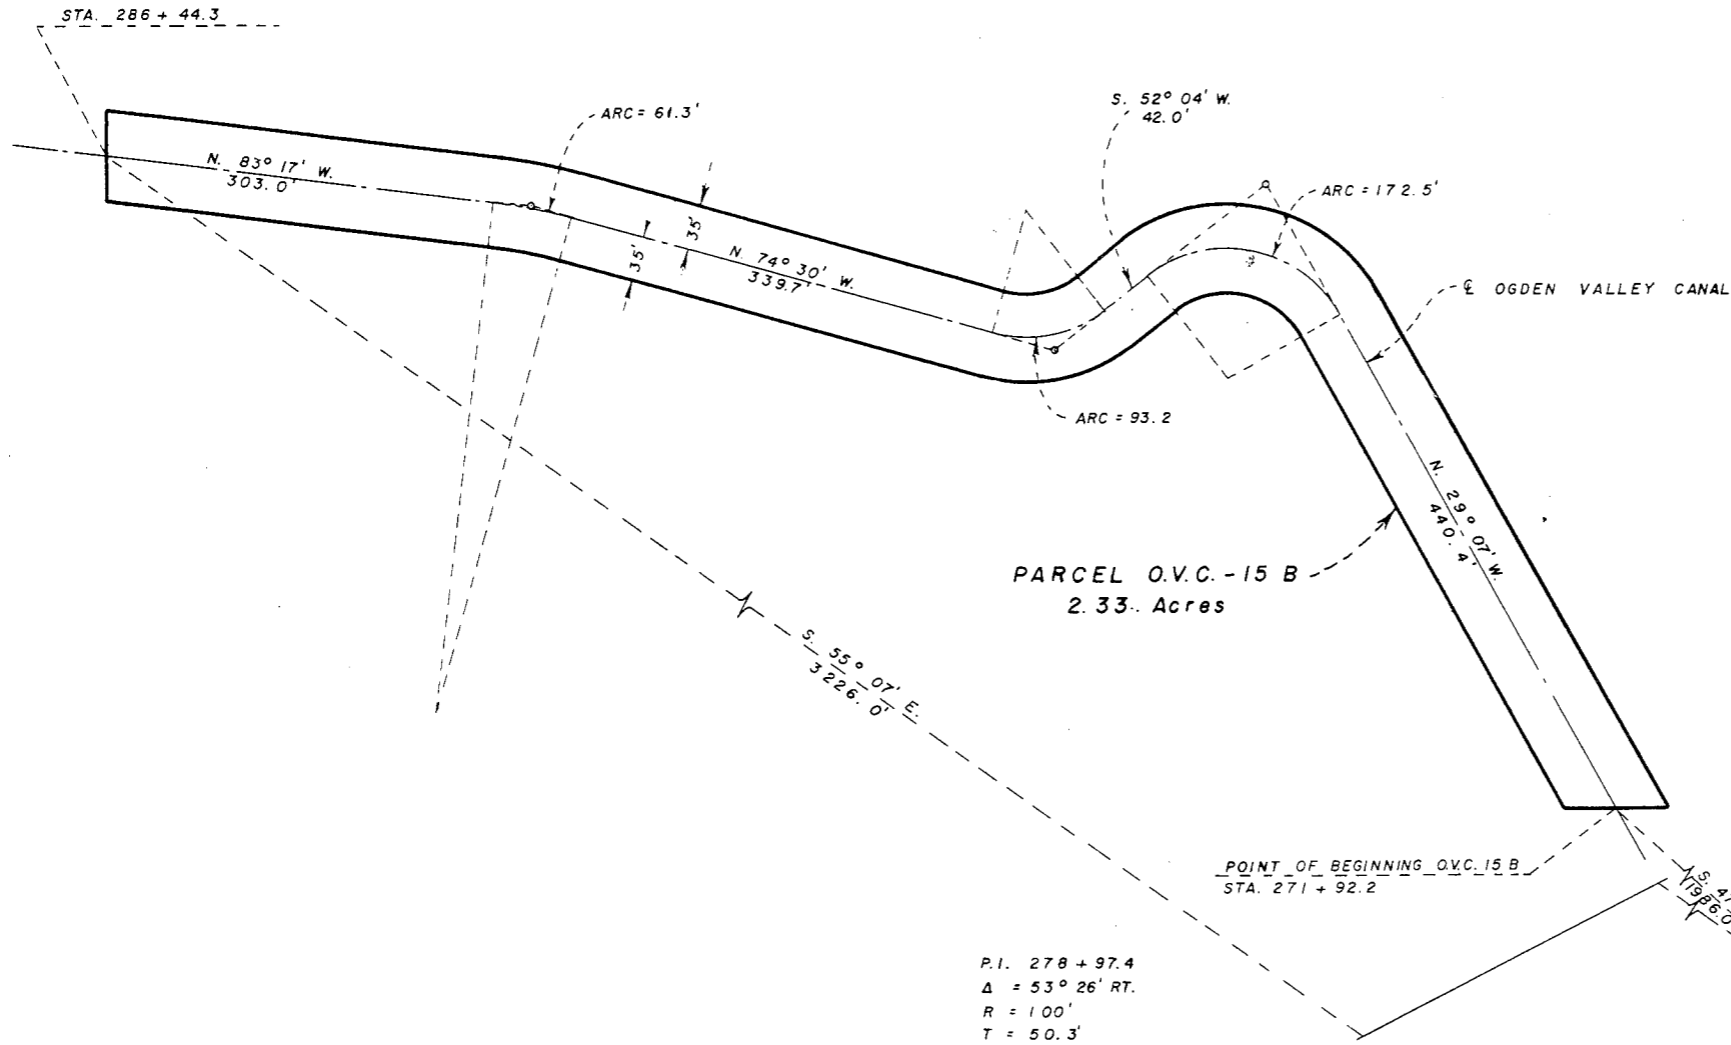 STA. 286 + 44.3
ARC = 61.3'
S. 52° 04' W.
42.0'
N. 83° 17' W.
303.0'
ARC = 172.5'
35'
35'
N. 74° 30' W.
339.7'
℄ OGDEN VALLEY CANAL
ARC = 93.2
N. 29° 07' W.
440.4'
PARCEL O.V.C. - 15 B
2.33.. Acres
S. 55° 07' E.
3226.0'
POINT OF BEGINNING O.V.C. 15 B
STA. 271 + 92.2
S. 47
1986.0
P.I. 278 + 97.4
Δ = 53° 26' RT.
R = 100'
T = 50.3'